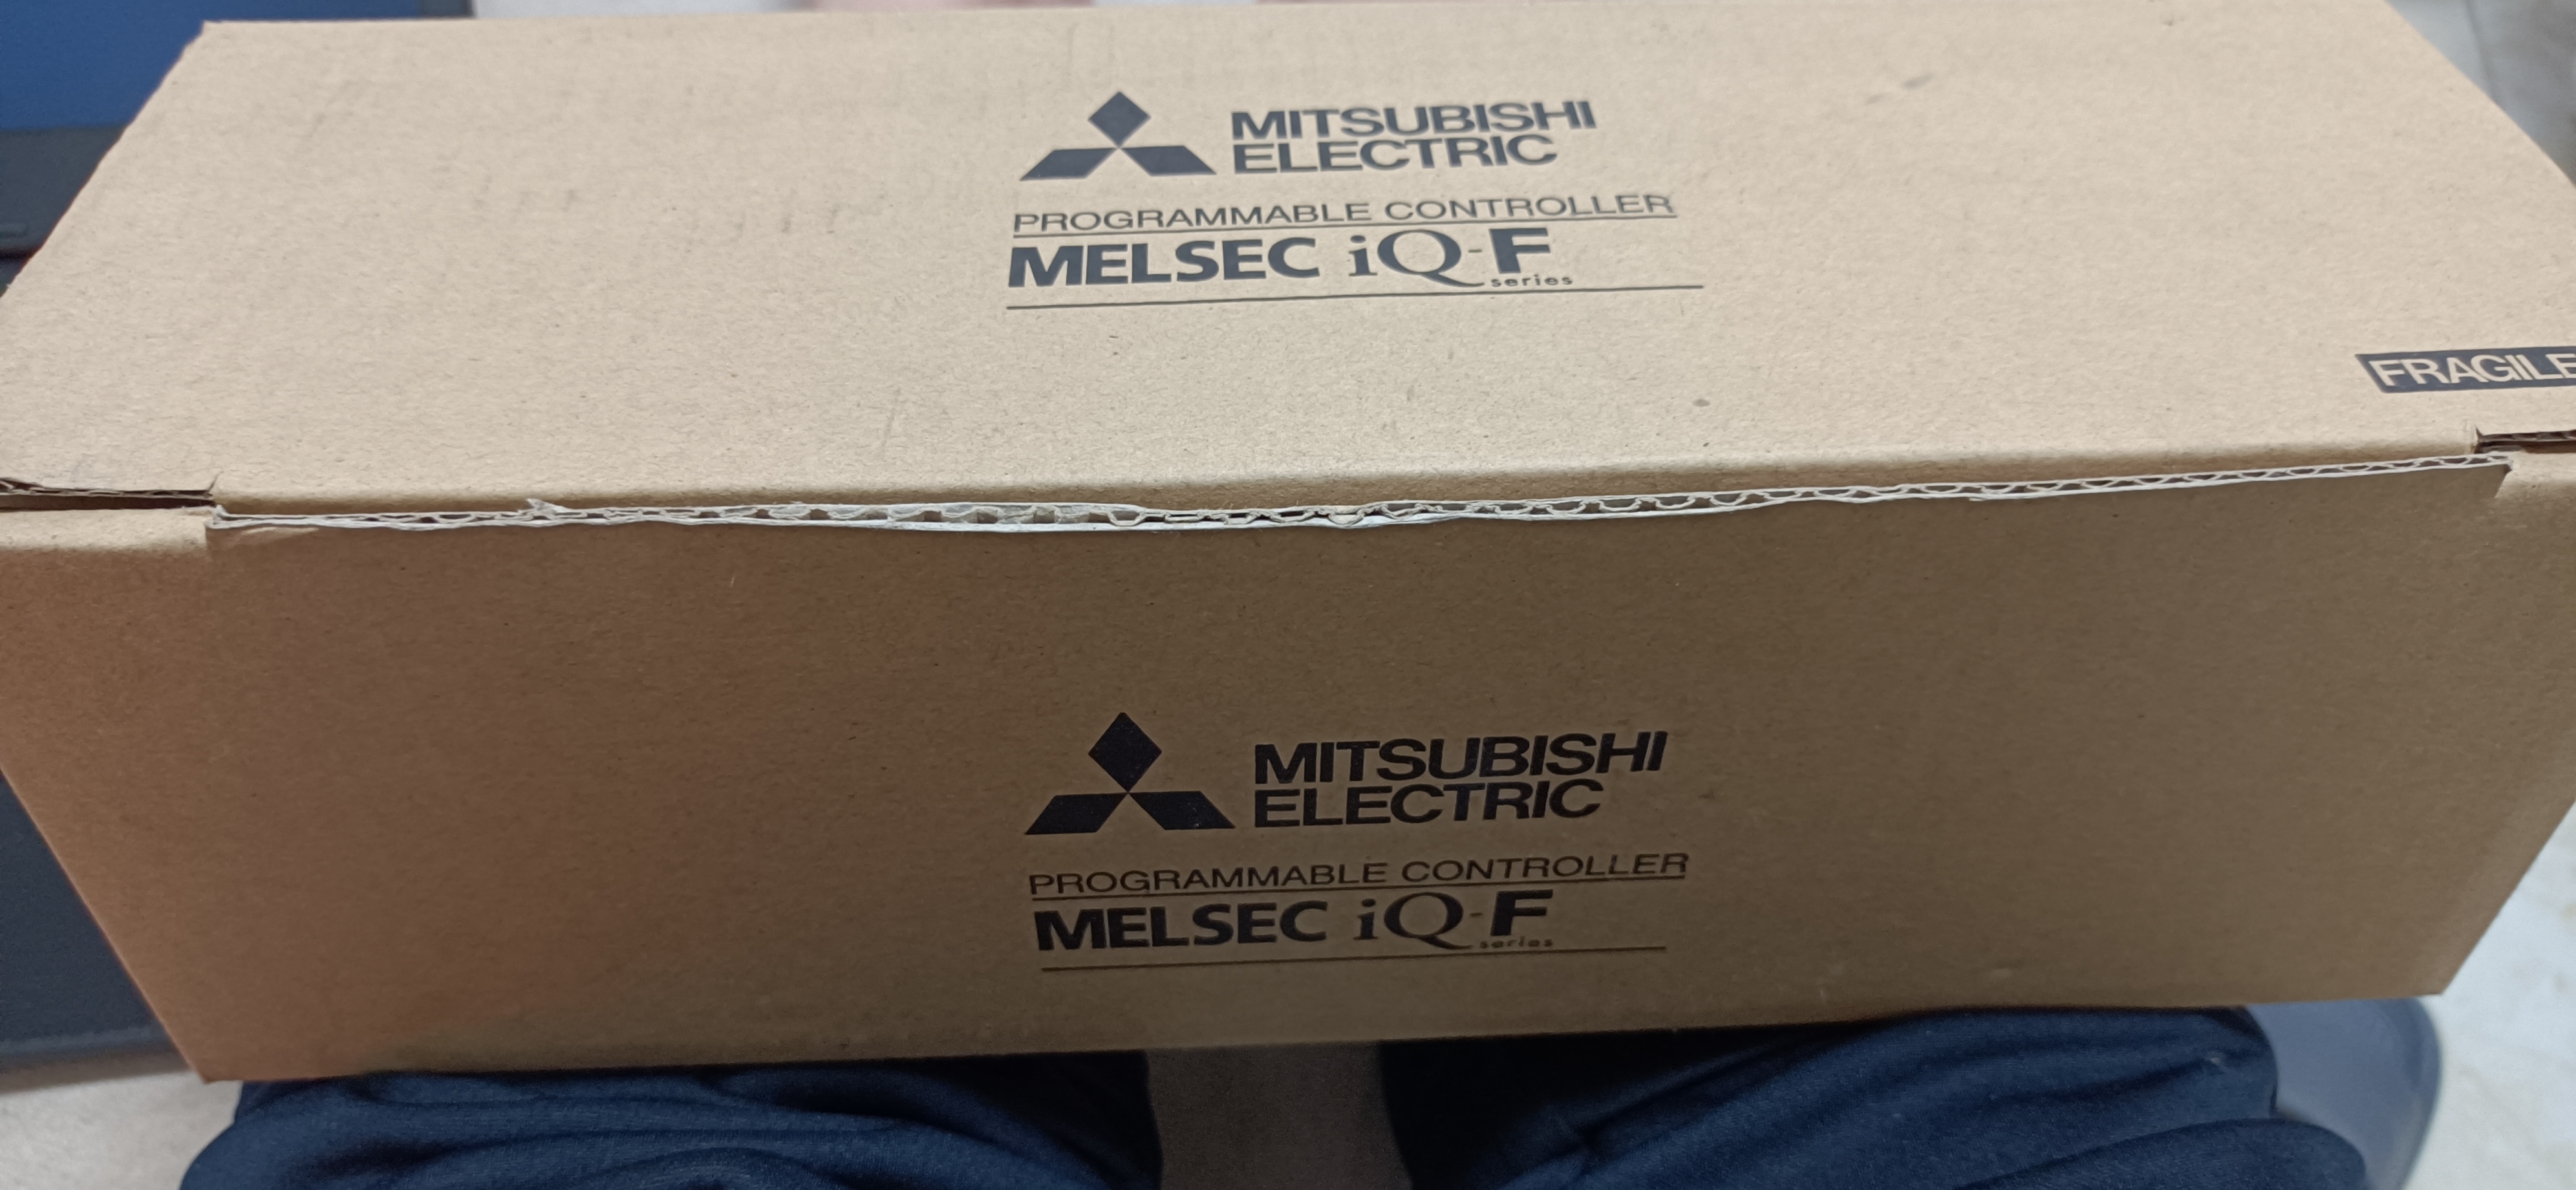 MITSUBISHI
ELECTRIC
PROGRAMMABLE CONTROLLER
MELSEC iQ-F
series
FRAGILE
MITSUBISHI
ELECTRIC
PROGRAMMABLE CONTROLLER
MELSEC iQ-F
series